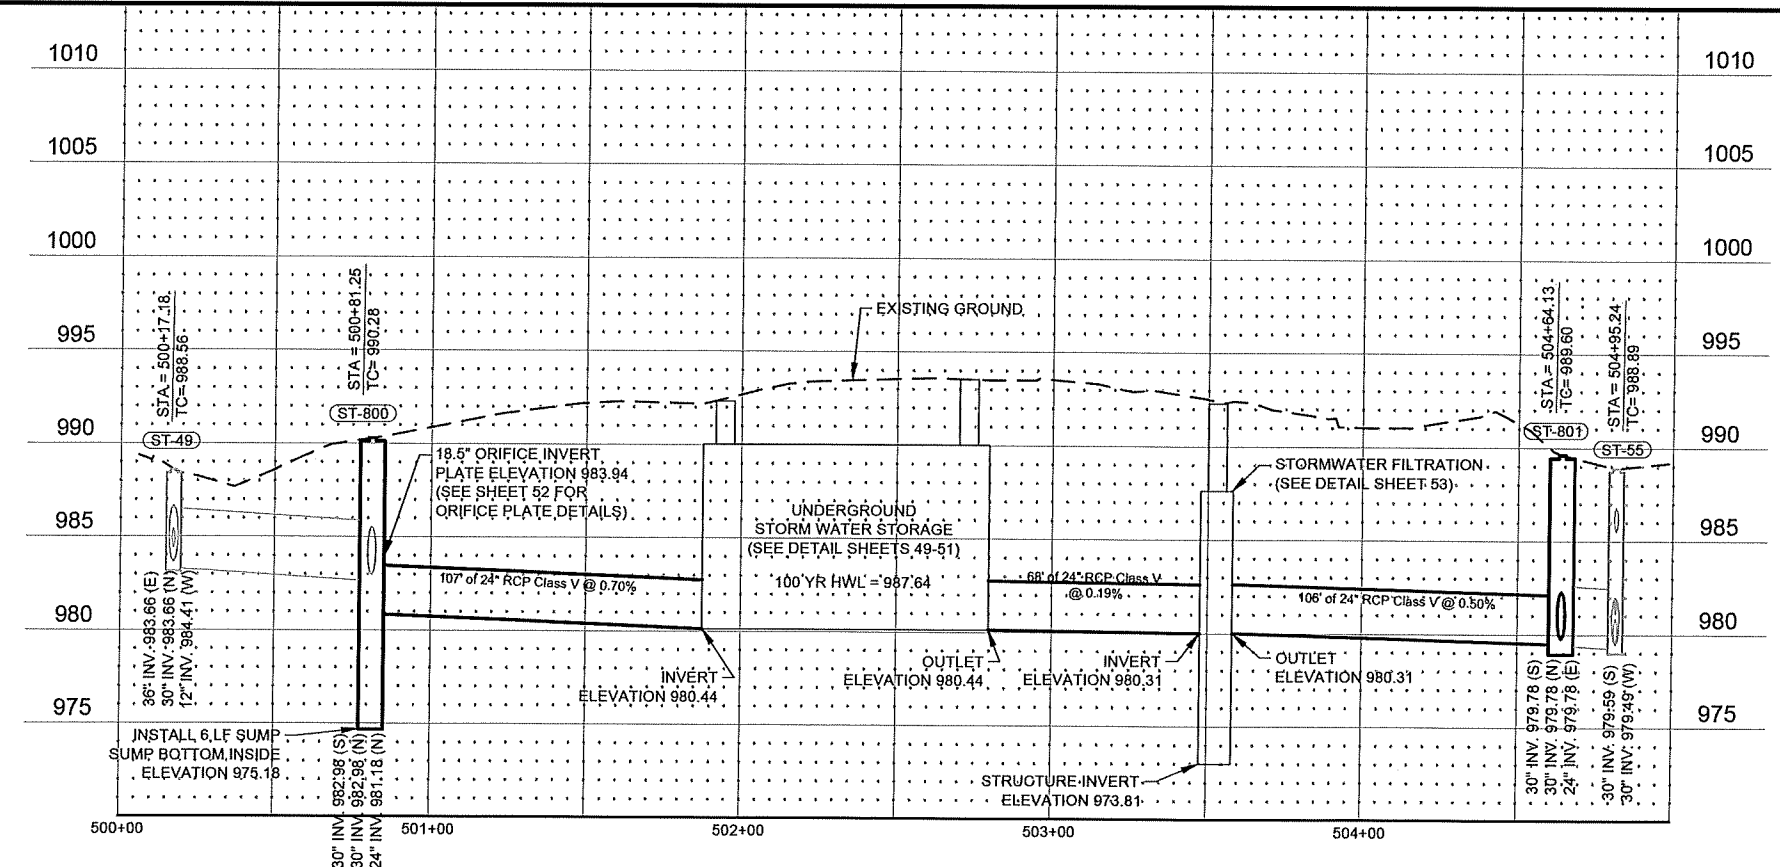 1010
1005
1000
995
990
985
980
975
1010
1005
1000
995
990
985
980
975
STA = 500+17.18
TC= 988.56
ST-49
36" INV. 983.66 (E)
30" INV. 983.66 (N)
12" INV. 984.41 (W)
STA = 500+81.25
TC= 990.28
ST-800
18.5" ORIFICE INVERT
PLATE ELEVATION 983.94
(SEE SHEET 52 FOR
ORIFICE PLATE DETAILS)
107' of 24" RCP Class V @ 0.70%
INSTALL 6 LF SUMP
SUMP BOTTOM INSIDE
ELEVATION 975.18
30" INV. 982.98 (S)
30" INV. 982.98 (N)
24" INV. 981.18 (N)
INVERT
ELEVATION 980.44
EXISTING GROUND
UNDERGROUND
STORM WATER STORAGE
(SEE DETAIL SHEETS 49-51)
100 YR HWL = 987.64
OUTLET
ELEVATION 980.44
68' of 24" RCP Class V
@ 0.19%
INVERT
ELEVATION 980.31
STRUCTURE INVERT
ELEVATION 973.81
STORMWATER FILTRATION
(SEE DETAIL SHEET 53)
OUTLET
ELEVATION 980.31
106' of 24" RCP Class V @ 0.50%
STA = 504+64.13
TC= 989.60
ST-801
30" INV. 979.78 (S)
30" INV. 979.78 (N)
24" INV. 979.78 (E)
STA = 504+95.24
TC= 988.89
ST-55
30" INV. 979.59 (S)
30" INV. 979.49 (W)
500+00
501+00
502+00
503+00
504+00